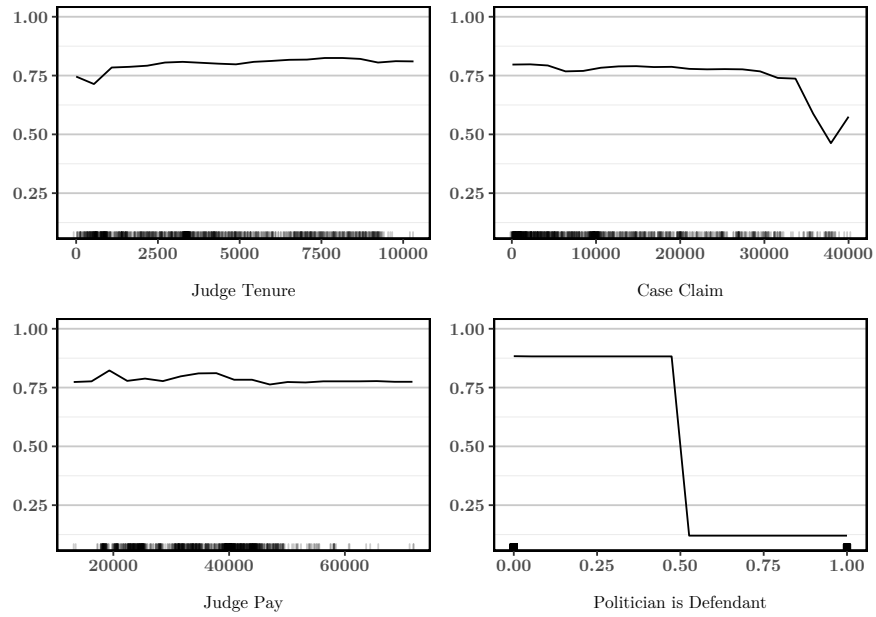 1.00
0.75
0.50
0.25
0 2500 5000 7500 10000
Judge Tenure
1.00
0.75
0.50
0.25
0 10000 20000 30000 40000
Case Claim
1.00
0.75
0.50
0.25
20000 40000 60000
Judge Pay
1.00
0.75
0.50
0.25
0.00 0.25 0.50 0.75 1.00
Politician is Defendant